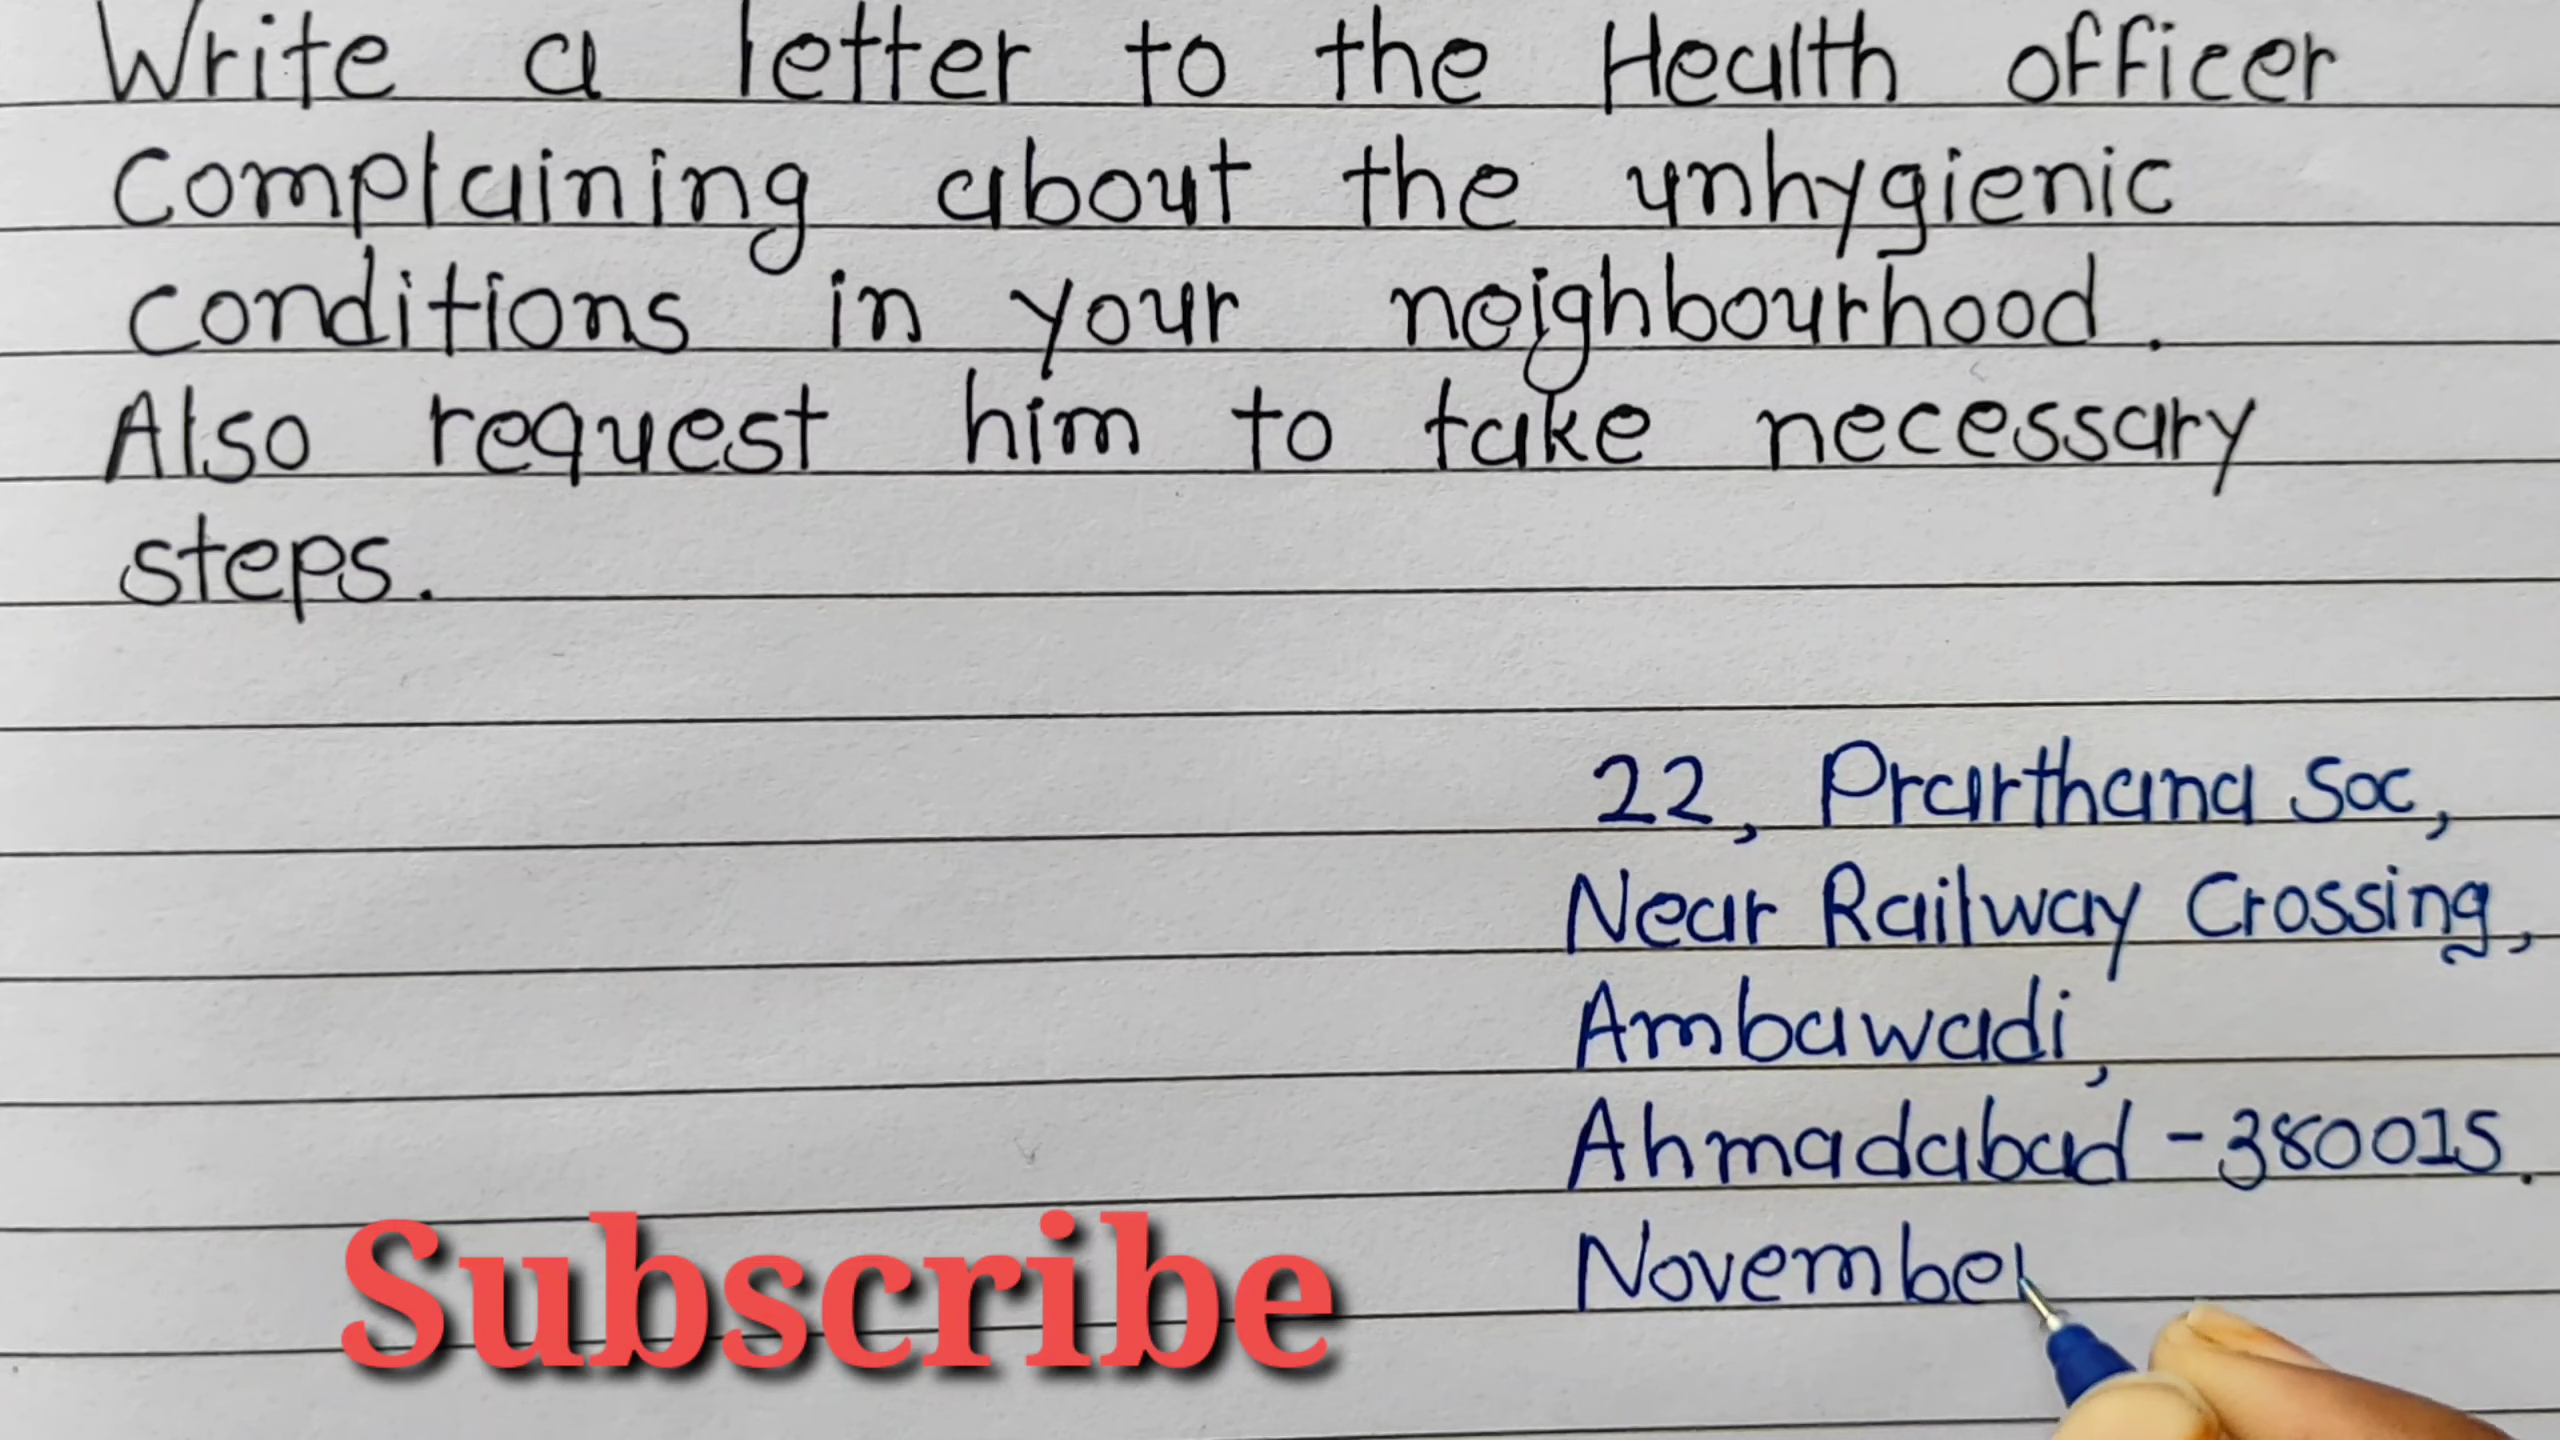 Write a letter to the Health officer
Complaining about the unhygienic
conditions in your neighbourhood.
Also request him to take necessary
steps.
22, Prarthana Soc,
Near Railway Crossing,
Ambawadi,
Ahmadabad - 380015.
November
Subscribe